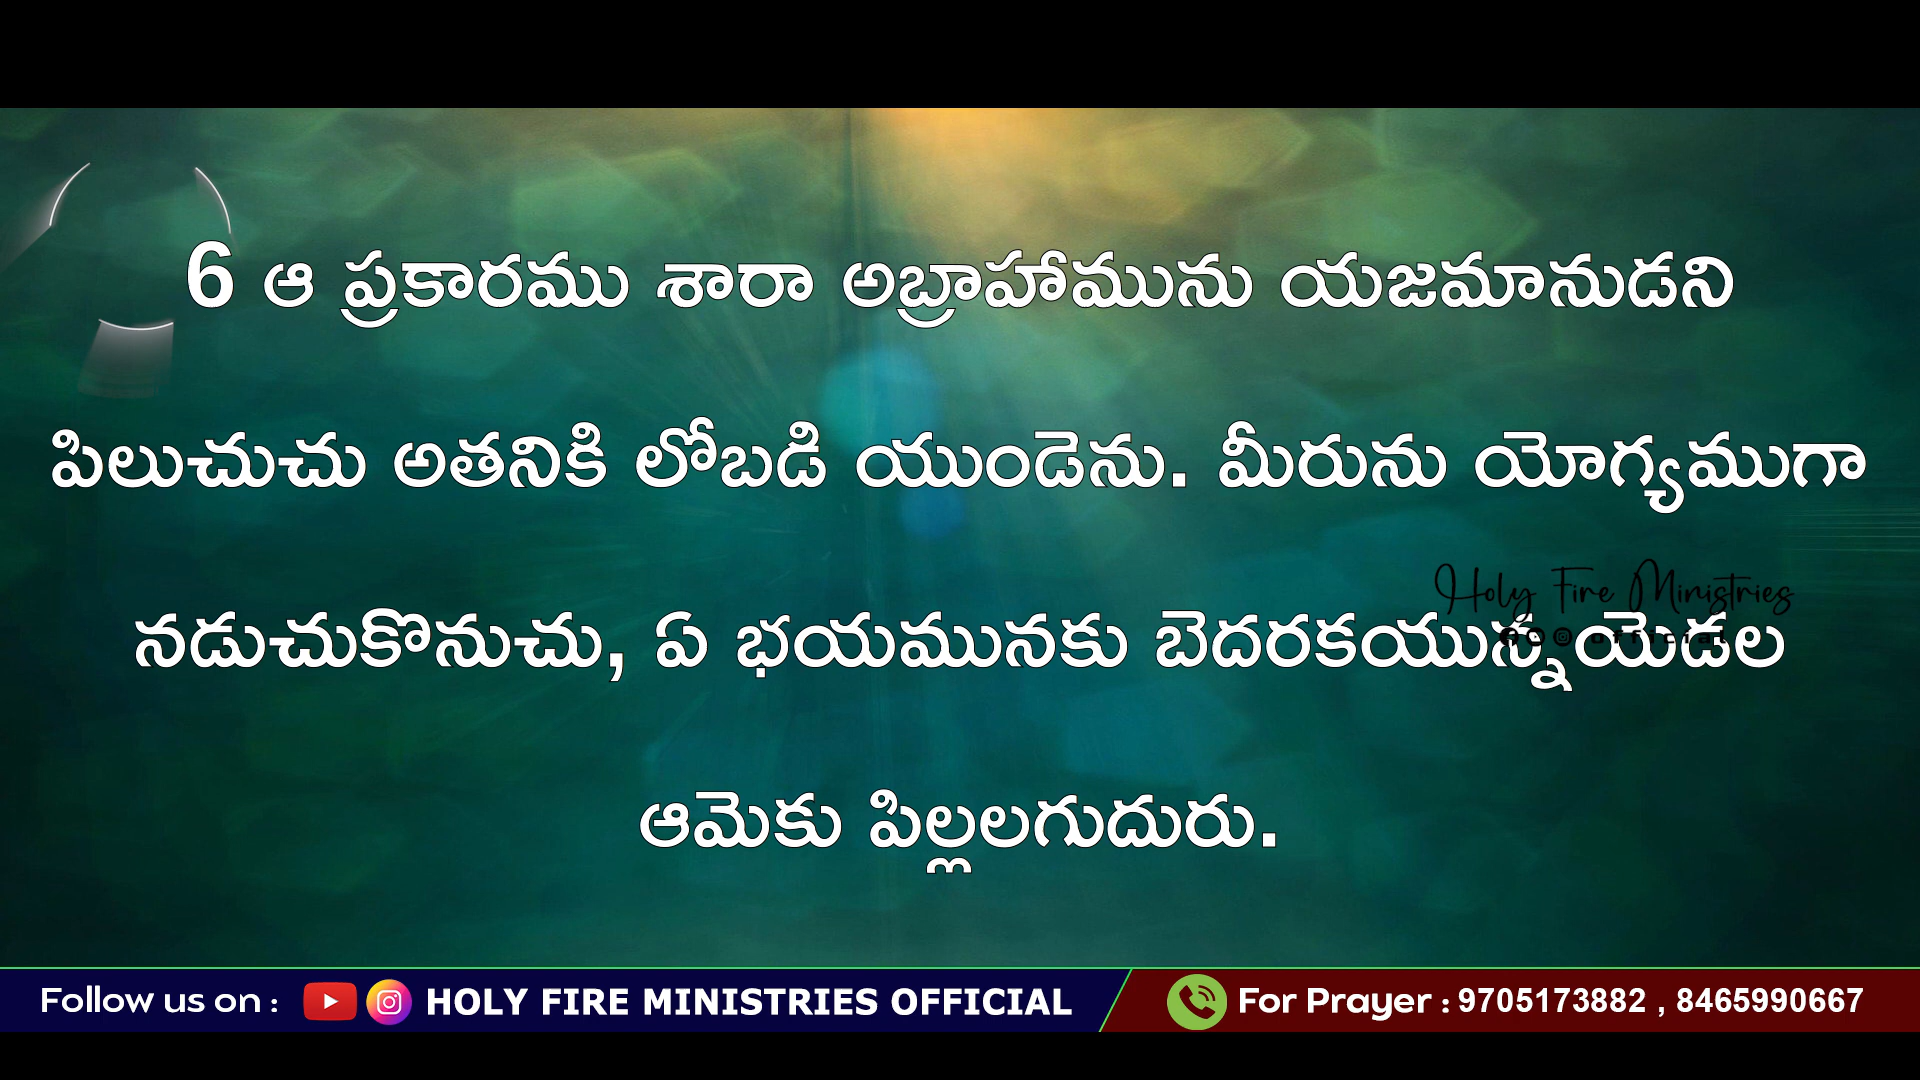 6 ఆ ప్రకారము శారా అబ్రాహామును యజమానుడని
పిలుచుచు అతనికి లోబడి యుండెను. మీరును యోగ్యముగా
నడుచుకొనుచు, ఏ భయమునకు బెదరకయున్నయెడల
ఆమెకు పిల్లలగుదురు.
Holy Fire Ministries
official
Follow us on : HOLY FIRE MINISTRIES OFFICIAL
For Prayer : 9705173882 , 8465990667